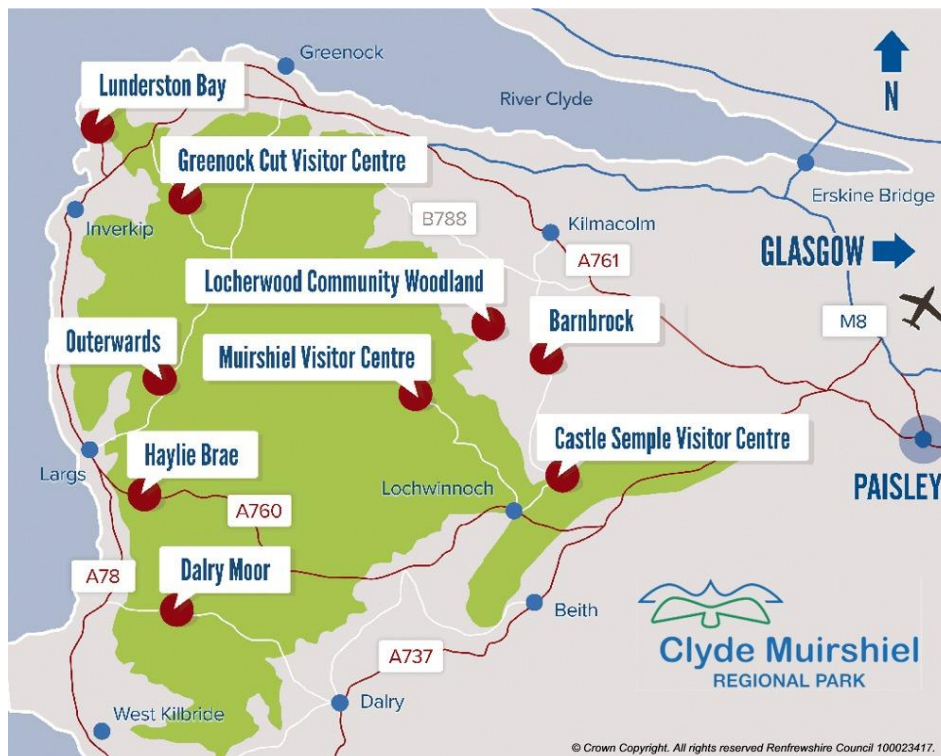 Greenock
Lunderston Bay
River Clyde
N
Greenock Cut Visitor Centre
Erskine Bridge
Inverkip
B788
Kilmacolm
GLASGOW
A761
Locherwood Community Woodland
Barnbrock
M8
Outerwards
Muirshiel Visitor Centre
Castle Semple Visitor Centre
Largs
Haylie Brae
Lochwinnoch
PAISLEY
A760
A78
Dalry Moor
Beith
Clyde Muirshiel
REGIONAL PARK
A737
Dalry
West Kilbride
© Crown Copyright. All rights reserved Renfrewshire Council 100023417.